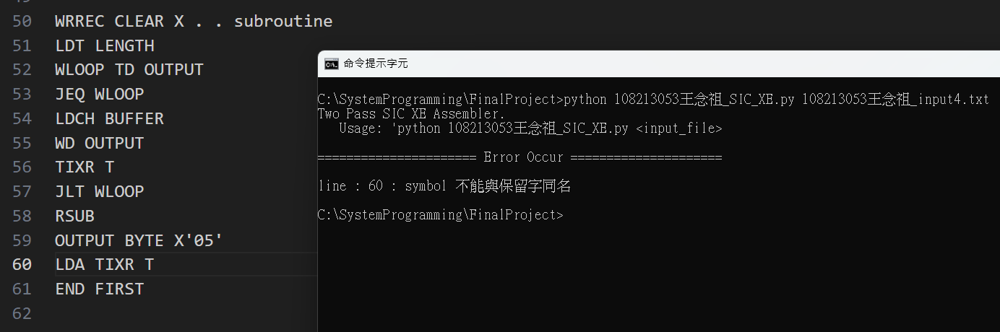 50 WRREC CLEAR X . . subroutine
51 LDT LENGTH
52 WLOOP TD OUTPUT
53 JEQ WLOOP
54 LDCH BUFFER
55 WD OUTPUT
56 TIXR T
57 JLT WLOOP
58 RSUB
59 OUTPUT BYTE X'05'
60 LDA TIXR T
61 END FIRST
62
命令提示字元
C:\SystemProgramming\FinalProject>python 108213053王念祖_SIC_XE.py 108213053王念祖_input4.txt
Two Pass SIC XE Assembler.
Usage: 'python 108213053王念祖_SIC_XE.py <input_file>
====================== Error Occur =====================
line : 60 : symbol 不能與保留字同名
C:\SystemProgramming\FinalProject>